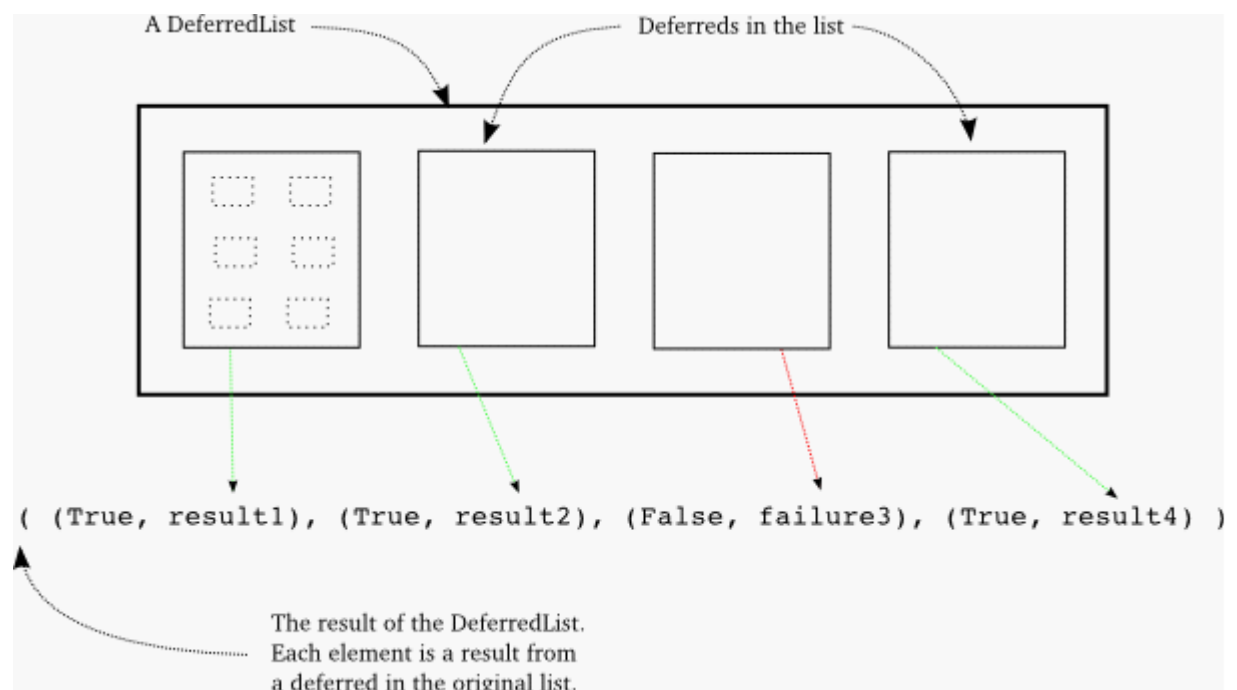 A DeferredList
Deferreds in the list
( (True, result1), (True, result2), (False, failure3), (True, result4) )
The result of the DeferredList.
Each element is a result from
a deferred in the original list.